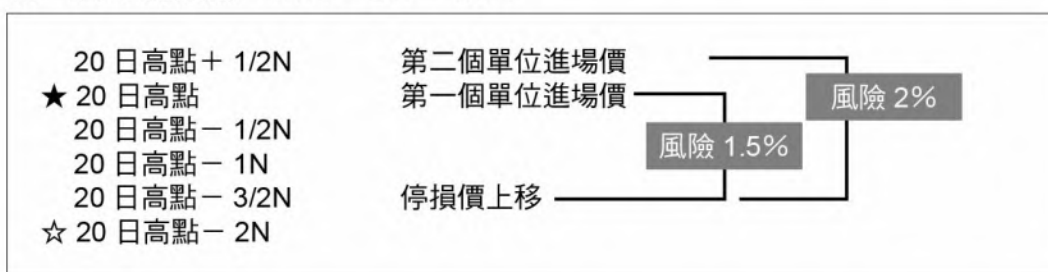 20 日高點＋ 1/2N 第二個單位進場價
★ 20 日高點 第一個單位進場價
風險 2%
20 日高點－ 1/2N
風險 1.5%
20 日高點－ 1N
20 日高點－ 3/2N 停損價上移
☆ 20 日高點－ 2N